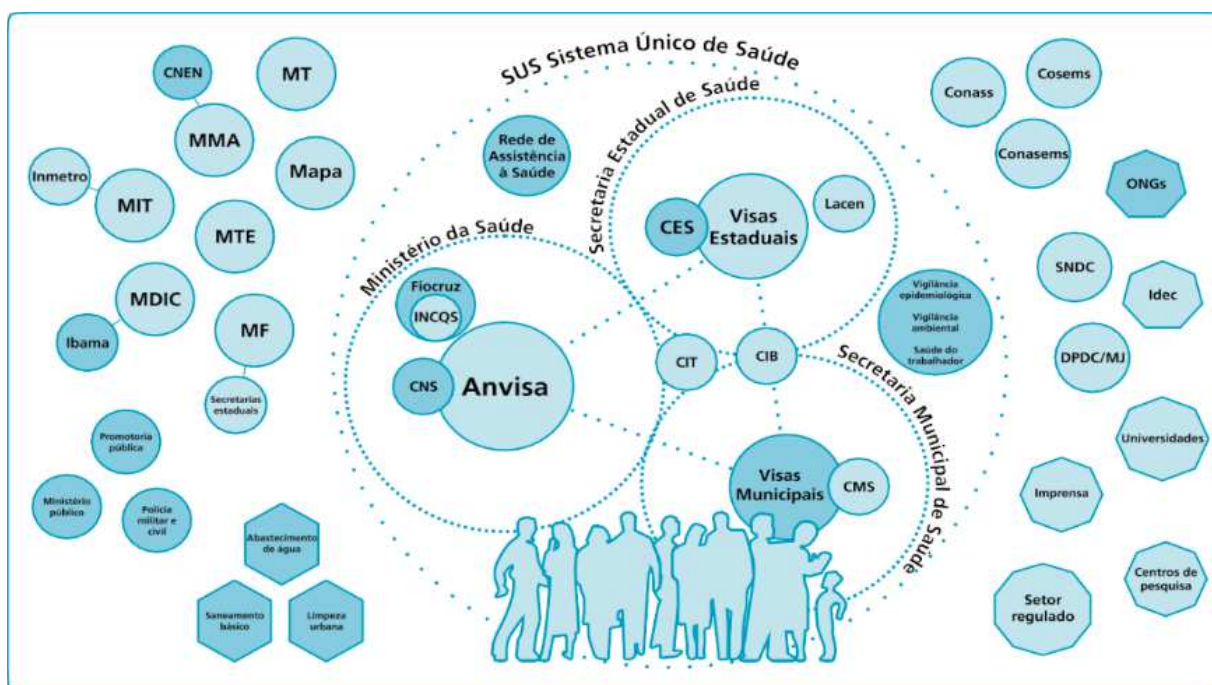 SUS Sistema Único de Saúde
CNEN
MT
MMA
Mapa
Inmetro
MIT
MTE
MDIC
MF
Ibama
Secretarias
estaduais
Promotoria
pública
Ministério
público
Polícia
militar e
civil
Abastecimento
de água
Saneamento
básico
Limpeza
urbana
Rede de
Assistência
à Saúde
Secretaria Estadual de Saúde
CES
Visas
Estaduais
Lacen
Ministério da Saúde
Fiocruz
INCQS
CNS
Anvisa
CIT
CIB
Vigilância
epidemiológica
Vigilância
ambiental
Saúde do
trabalhador
Secretaria Municipal de Saúde
Visas
Municipais
CMS
Conass
Cosems
Conasems
ONGs
SNDC
Idec
DPDC/MJ
Universidades
Imprensa
Setor
regulado
Centros de
pesquisa